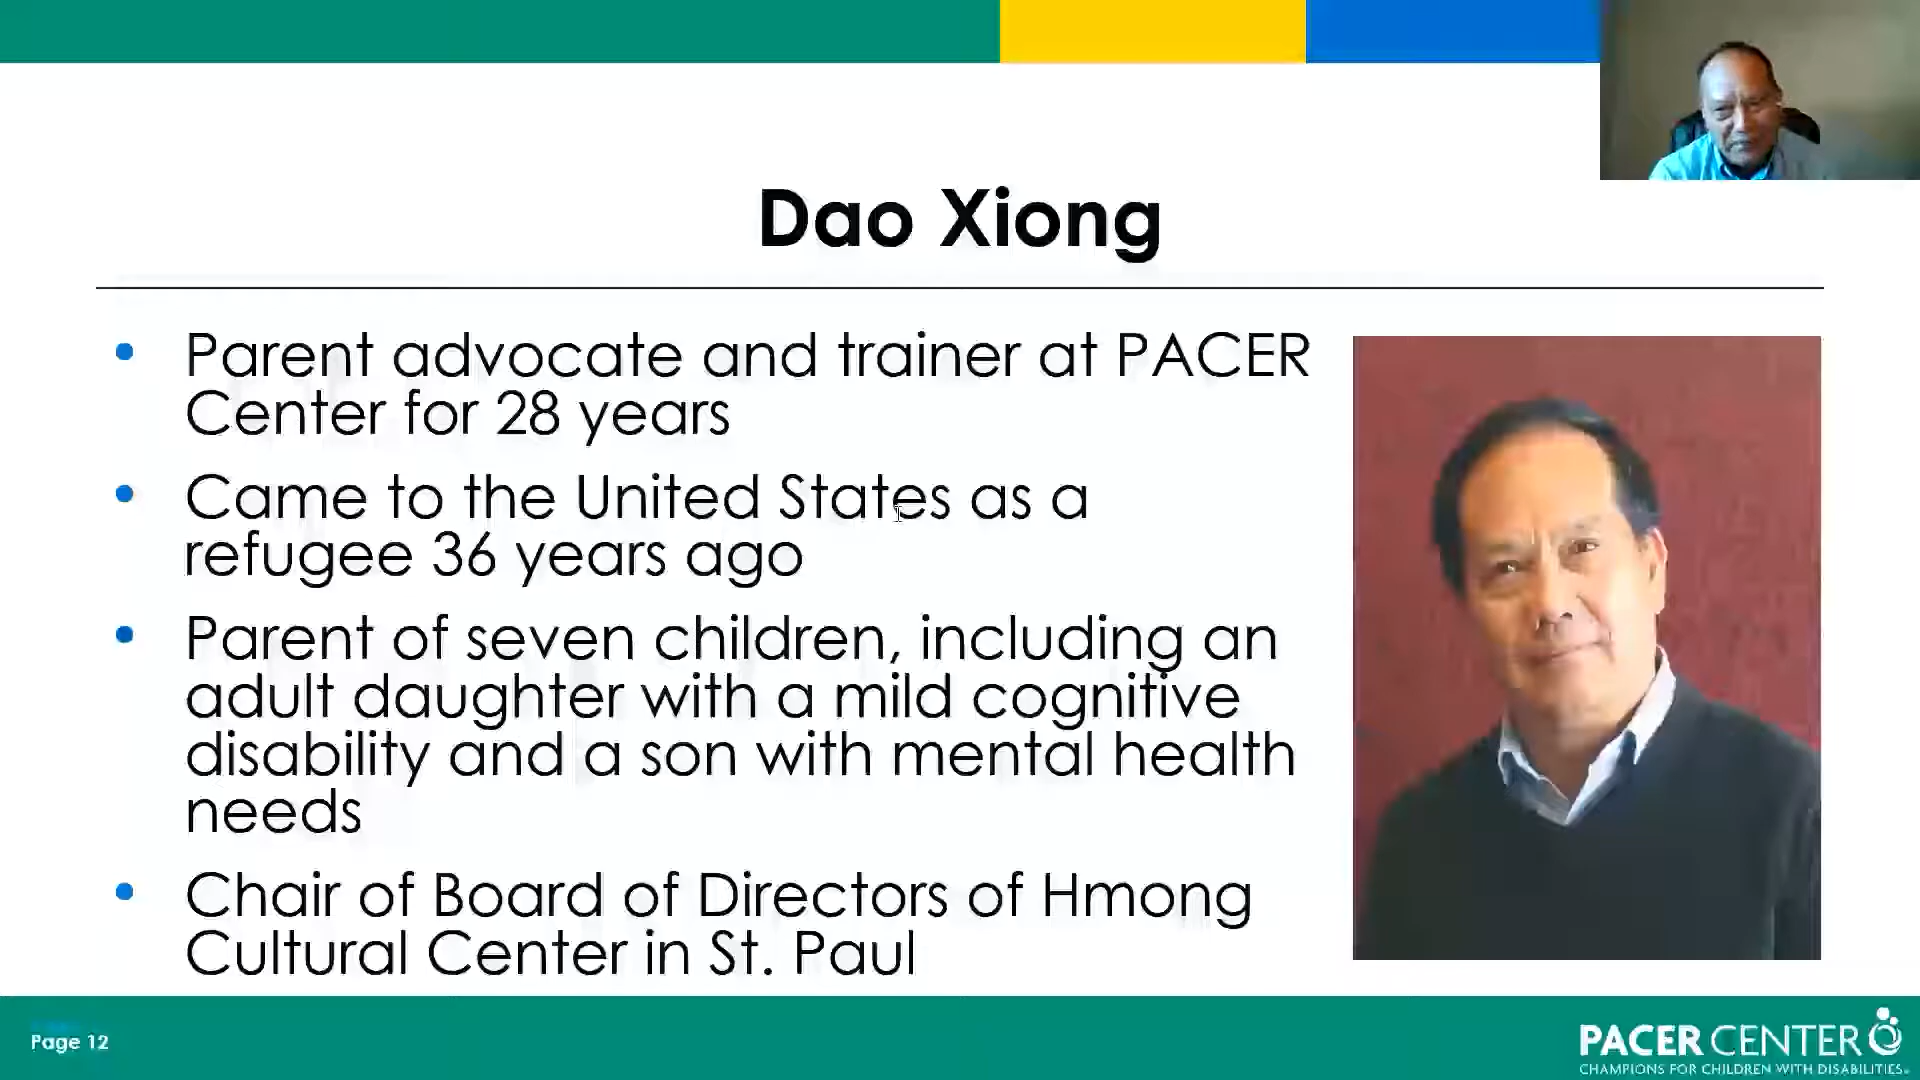 Dao Xiong
• Parent advocate and trainer at PACER
Center for 28 years
• Came to the United States as a
refugee 36 years ago
• Parent of seven children, including an
adult daughter with a mild cognitive
disability and a son with mental health
needs
• Chair of Board of Directors of Hmong
Cultural Center in St. Paul
Page 12
PACER CENTER
CHAMPIONS FOR CHILDREN WITH DISABILITIES